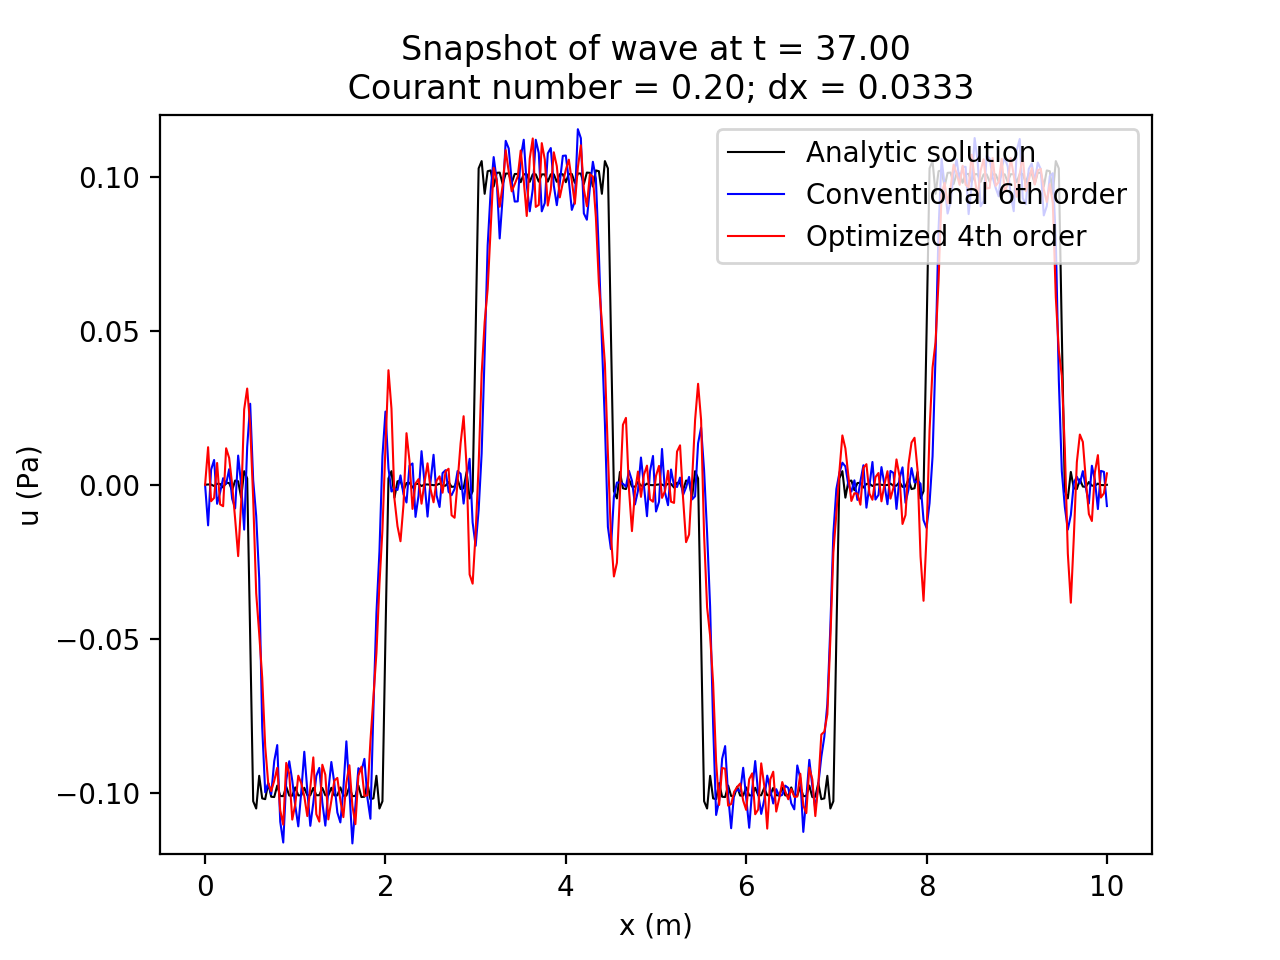 Snapshot of wave at t = 37.00
Courant number = 0.20; dx = 0.0333
Analytic solution
Conventional 6th order
Optimized 4th order
0.10
0.05
0.00
−0.05
−0.10
u (Pa)
0 2 4 6 8 10
x (m)